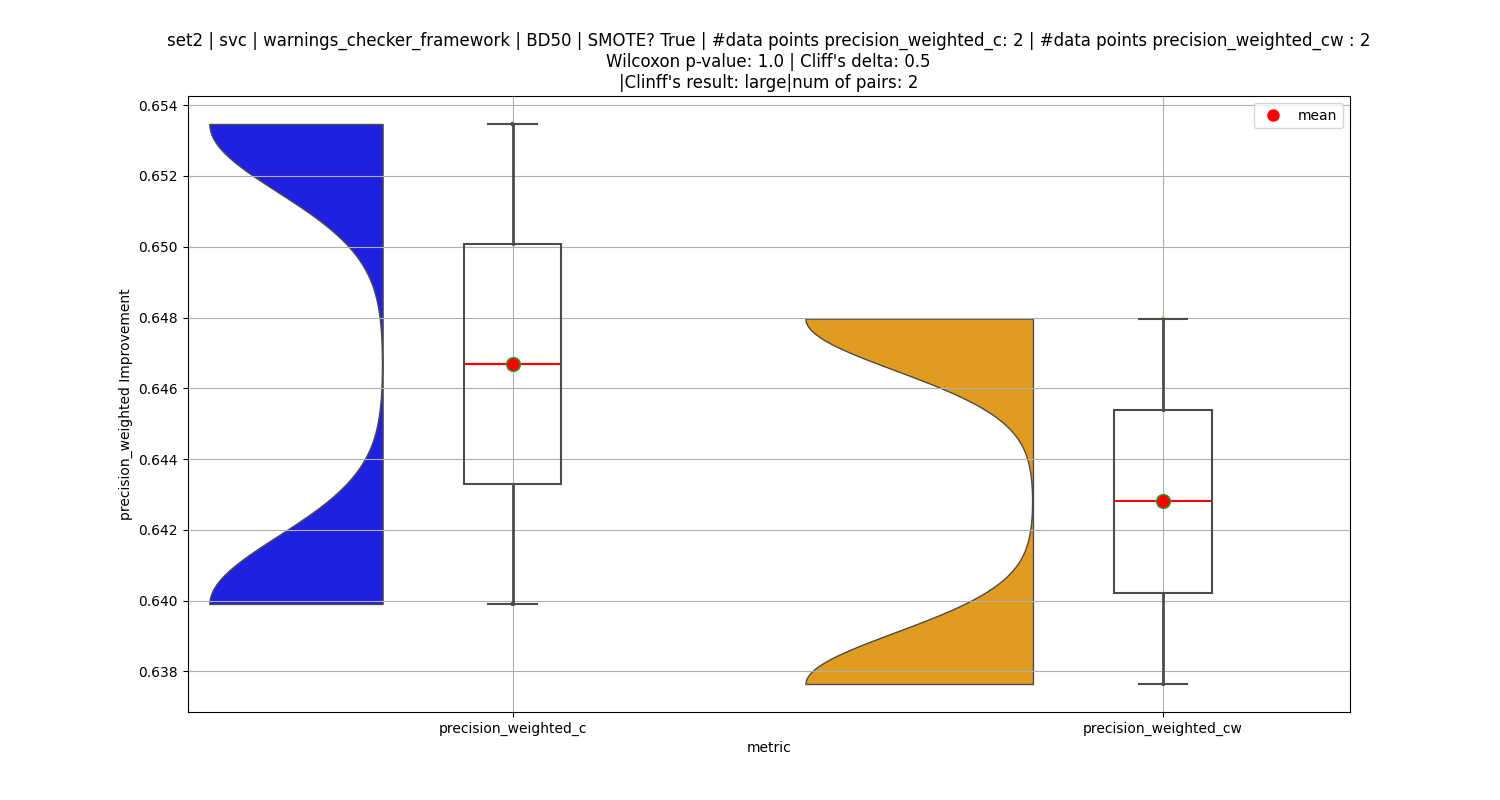 set2 | svc | warnings_checker_framework | BD50 | SMOTE? True | #data points precision_weighted_c: 2 | #data points precision_weighted_cw : 2
Wilcoxon p-value: 1.0 | Cliff's delta: 0.5
|Clinff's result: large|num of pairs: 2
mean
0.654
0.652
0.650
0.648
0.646
0.644
0.642
0.640
0.638
precision_weighted Improvement
precision_weighted_c
precision_weighted_cw
metric